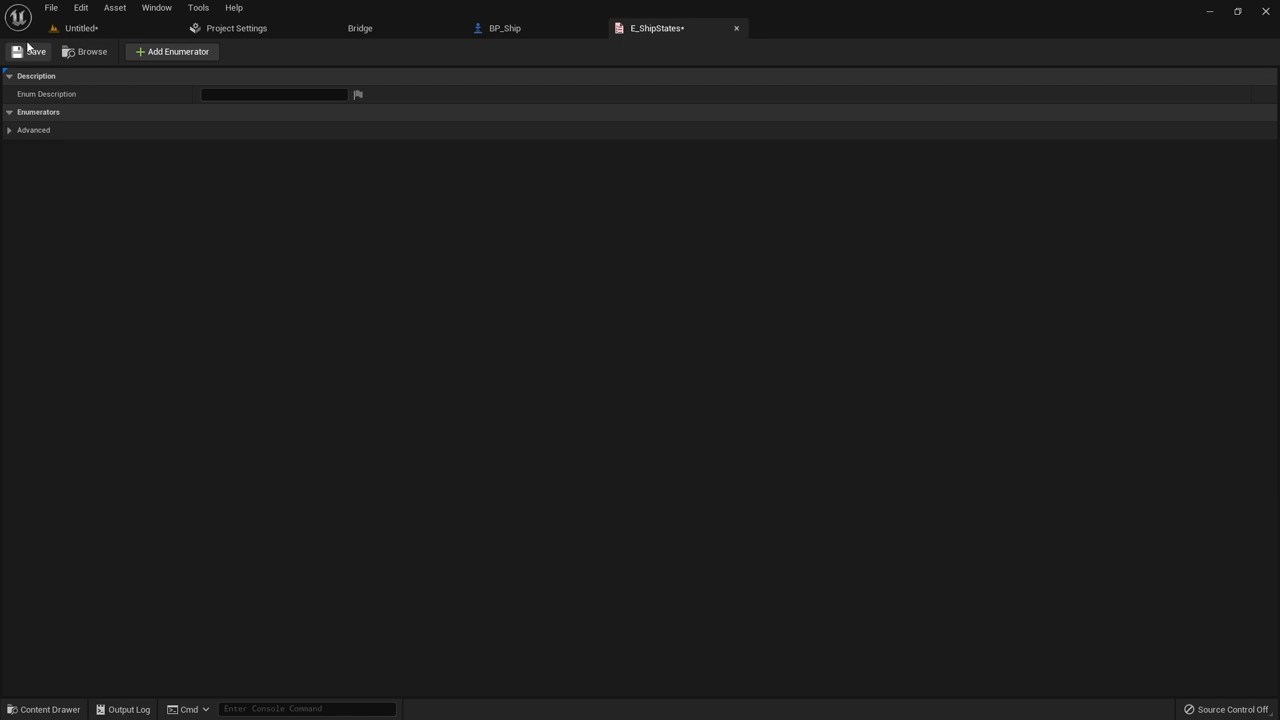 File Edit Asset Window Tools Help
Untitled* Project Settings Bridge BP_Ship E_ShipStates*
Save Browse Add Enumerator
Description
Enum Description
Enumerators
Advanced
Content Drawer Output Log Cmd Enter Console Command Source Control Off